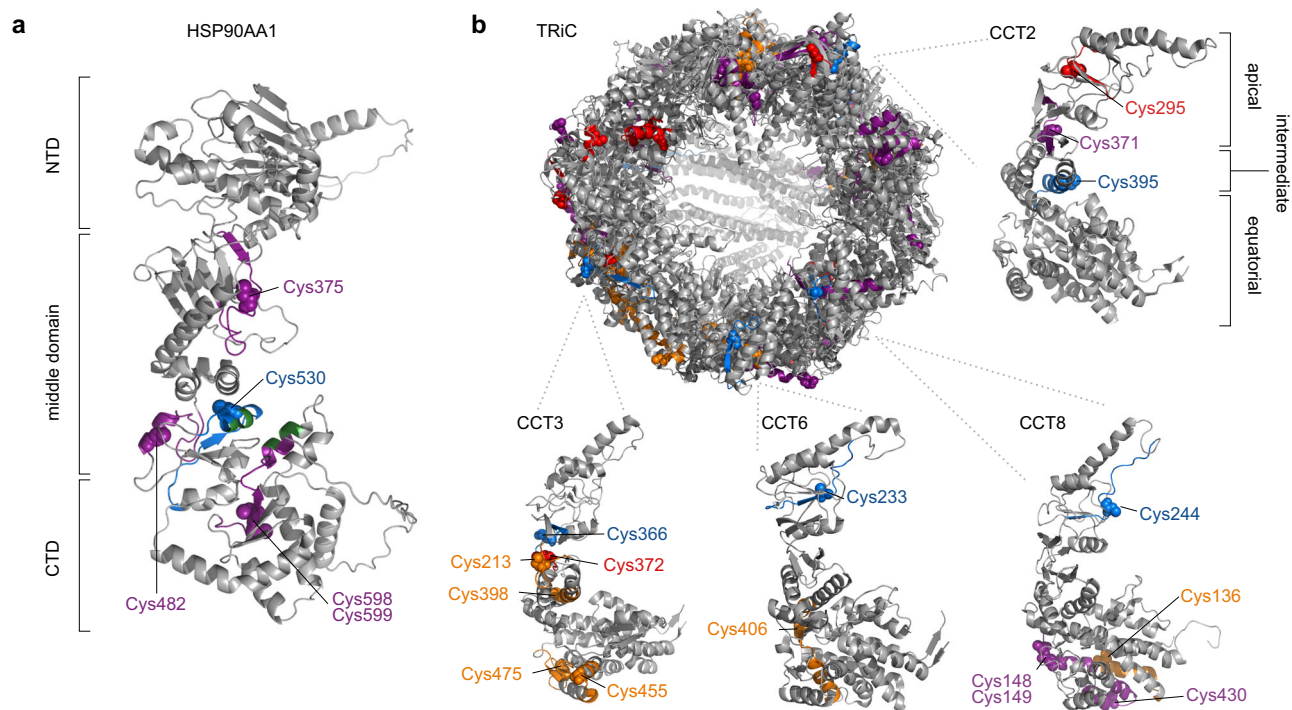 a
HSP90AA1
NTD
middle domain
CTD
Cys375
Cys530
Cys482
Cys598
Cys599
b
TRiC
CCT2
Cys295
Cys371
Cys395
apical
intermediate
equatorial
CCT3
Cys366
Cys213
Cys372
Cys398
Cys475
Cys455
CCT6
Cys233
Cys406
CCT8
Cys244
Cys136
Cys148
Cys149
Cys430